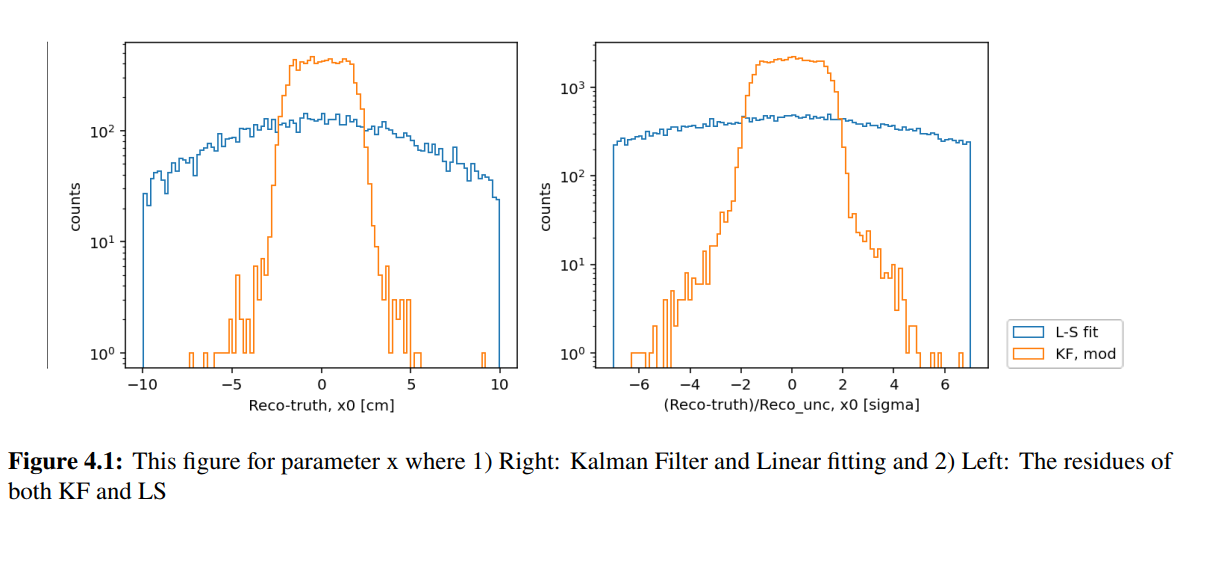 10²
10¹
10⁰
counts
−10 −5 0 5 10
Reco-truth, x0 [cm]
10³
10²
10¹
10⁰
counts
−6 −4 −2 0 2 4 6
(Reco-truth)/Reco_unc, x0 [sigma]
L-S fit
KF, mod
Figure 4.1: This figure for parameter x where 1) Right: Kalman Filter and Linear fitting and 2) Left: The residues of
both KF and LS